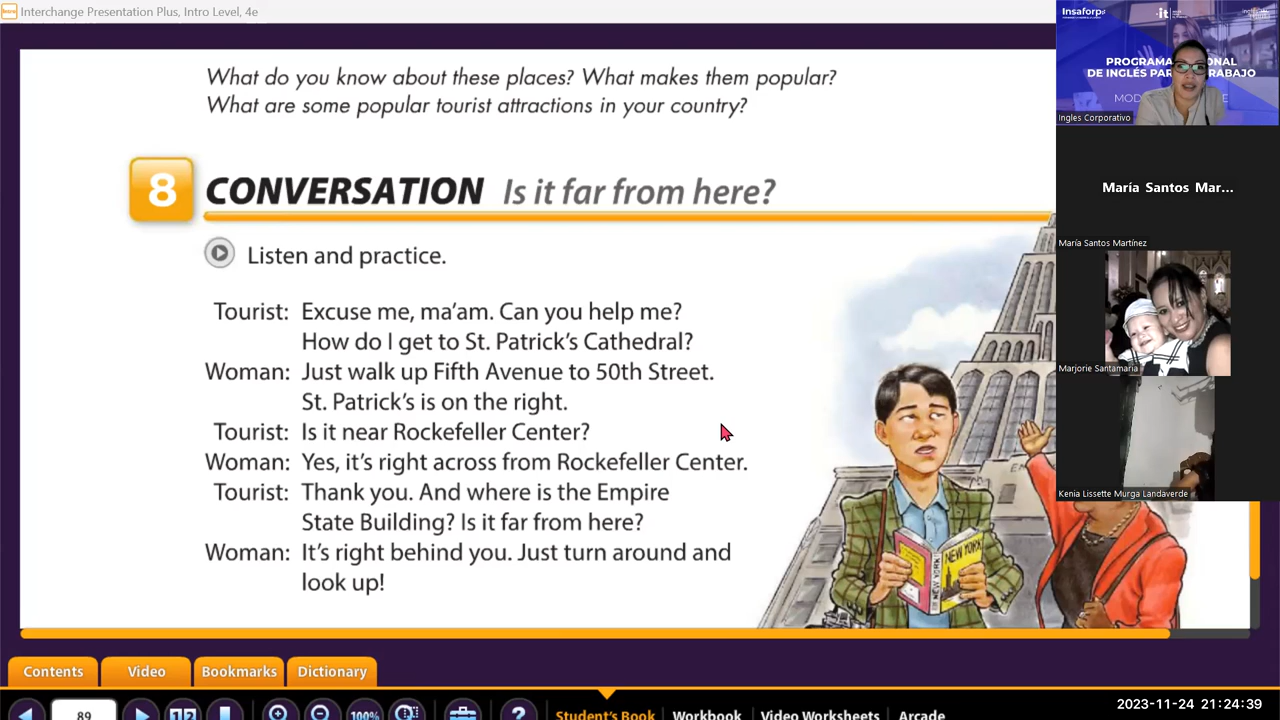 Interchange Presentation Plus, Intro Level, 4e
What do you know about these places? What makes them popular?
What are some popular tourist attractions in your country?
8 CONVERSATION Is it far from here?
Listen and practice.
Tourist: Excuse me, ma'am. Can you help me?
How do I get to St. Patrick's Cathedral?
Woman: Just walk up Fifth Avenue to 50th Street.
St. Patrick's is on the right.
Tourist: Is it near Rockefeller Center?
Woman: Yes, it's right across from Rockefeller Center.
Tourist: Thank you. And where is the Empire
State Building? Is it far from here?
Woman: It's right behind you. Just turn around and
look up!
NEW YORK
NEW YORK
Insaforp
it
PROGRAMA
DE INGLÉS
Ingles Corporativo
María Santos Mar...
María Santos Martínez
Marjorie Santamaria
Kenia Lissette Murga Landaverde
Contents
Video
Bookmarks
Dictionary
89
100%
?
Student's Book
Workbook
Video Worksheets
Arcade
2023-11-24 21:24:39